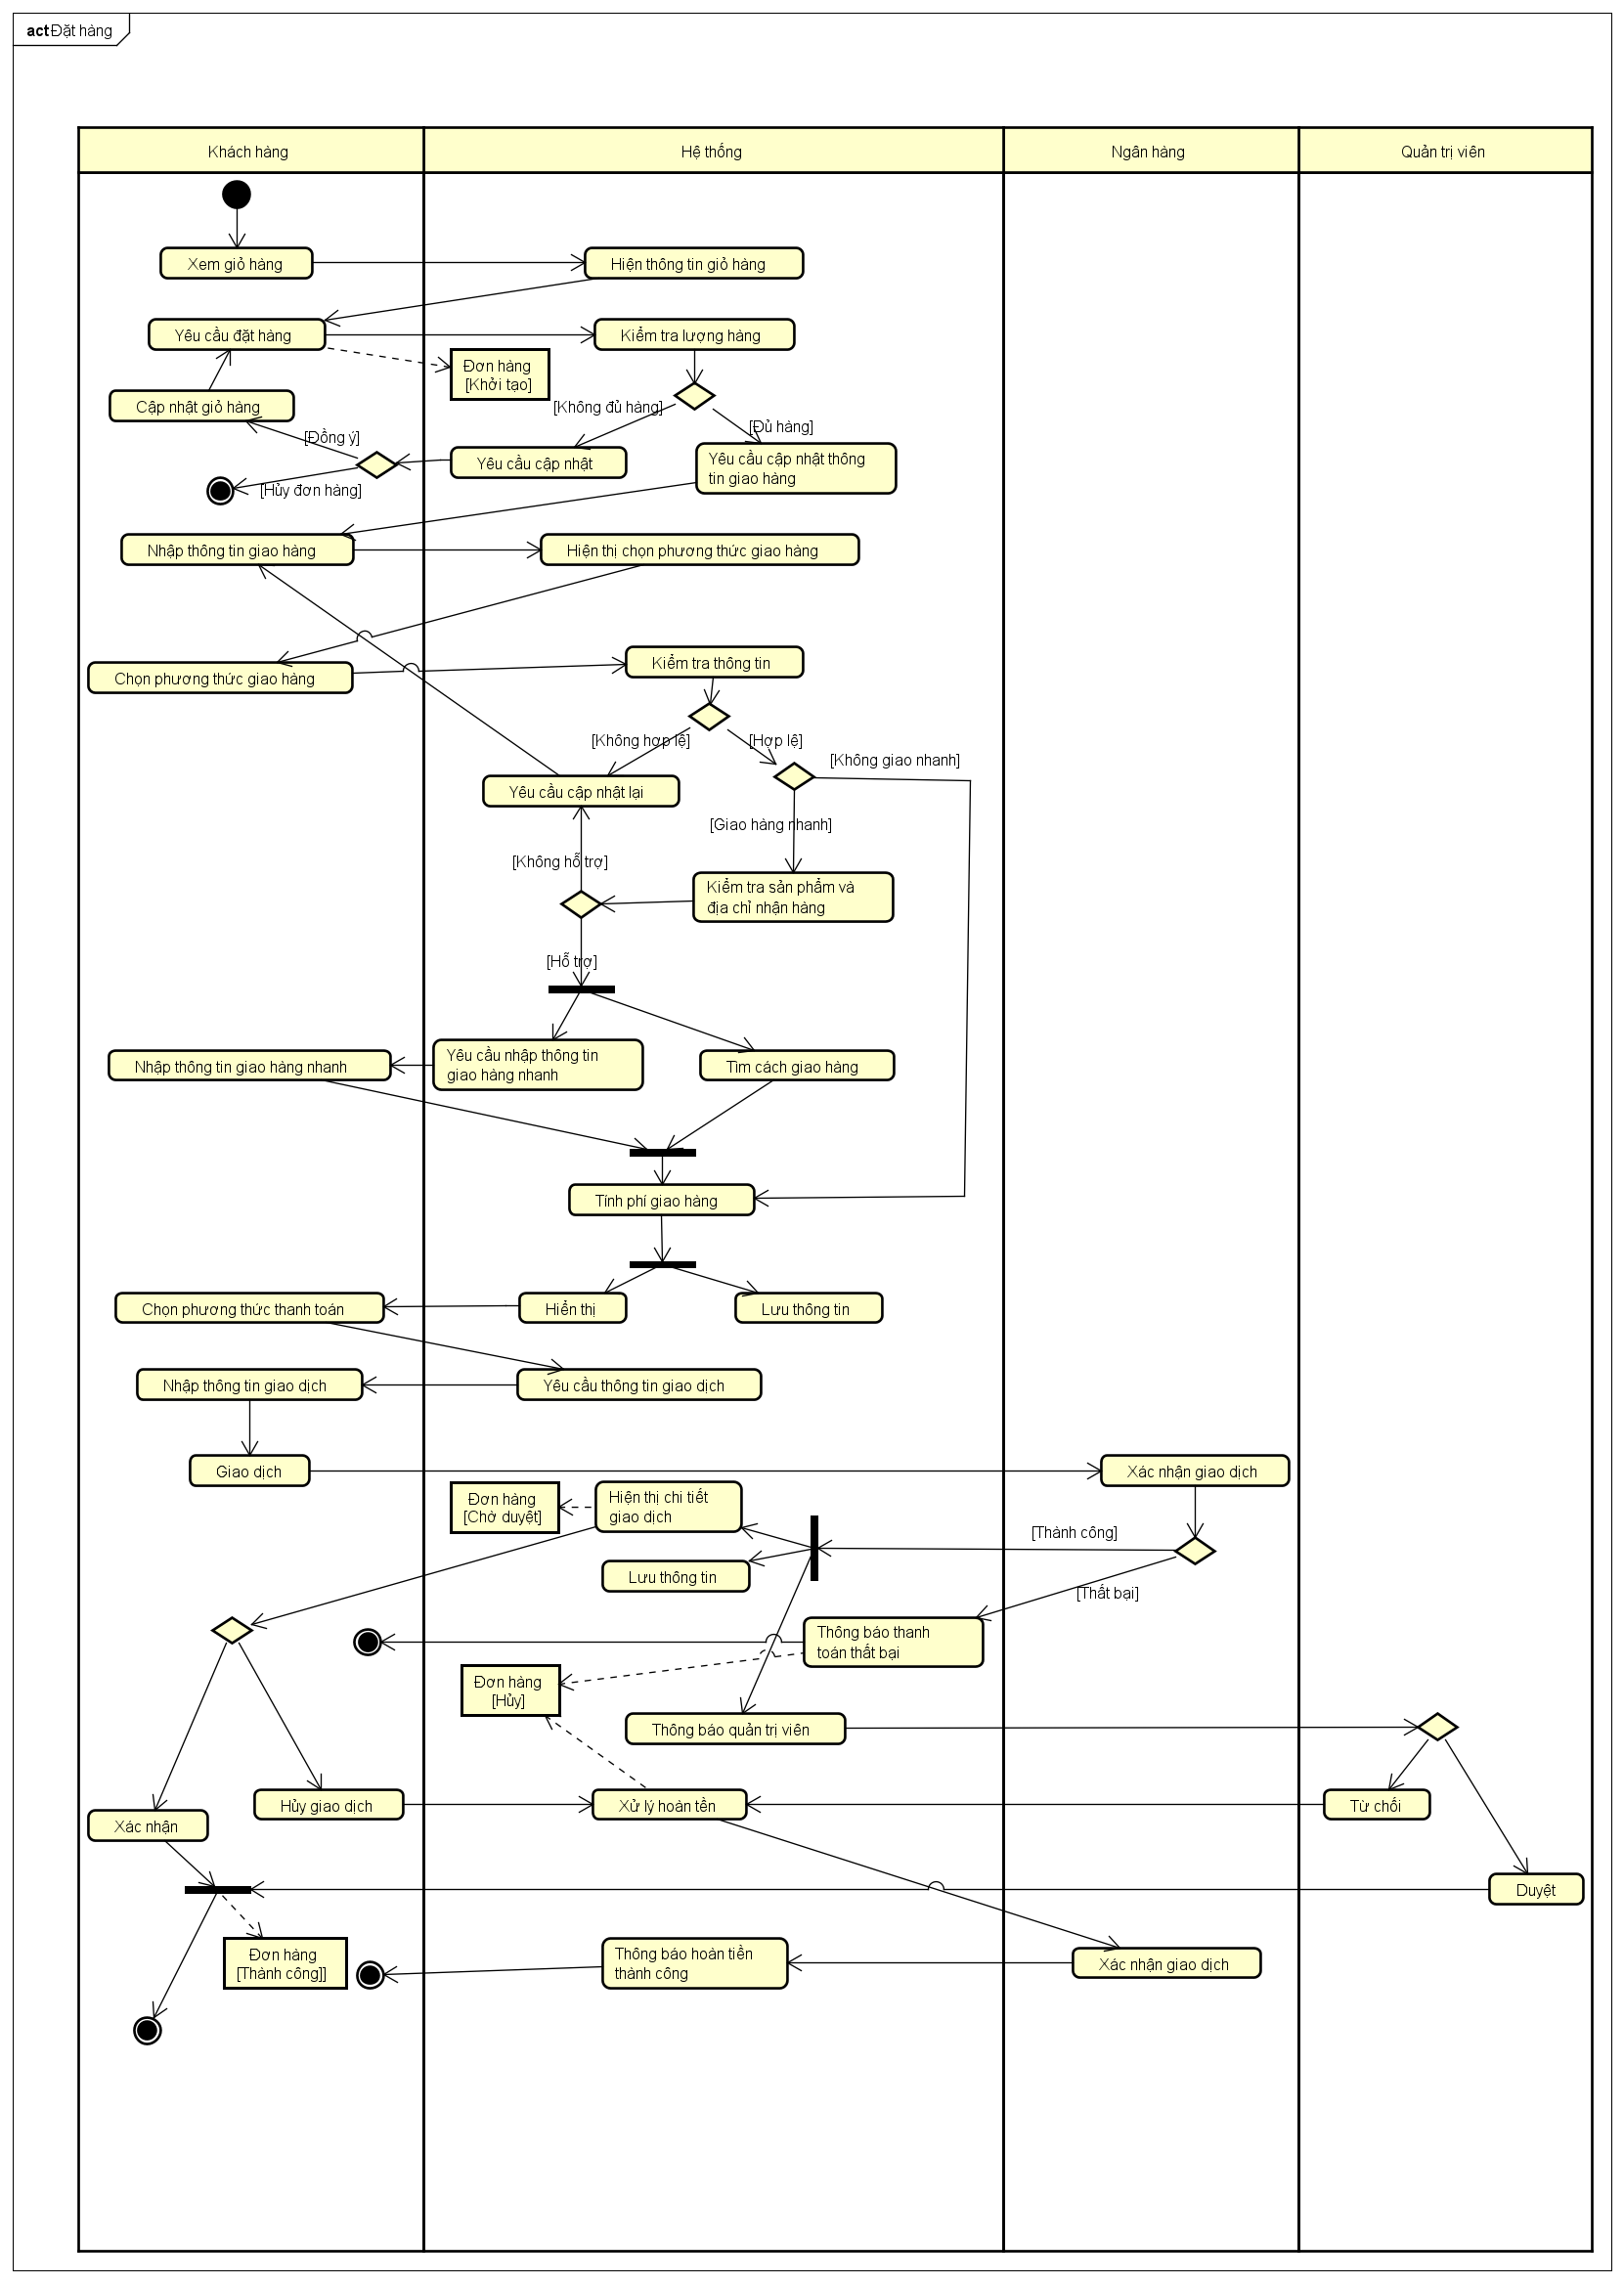 act Đặt hàng
Khách hàng
Hệ thống
Ngân hàng
Quản trị viên
Xem giỏ hàng
Hiện thông tin giỏ hàng
Yêu cầu đặt hàng
Kiểm tra lượng hàng
Đơn hàng
[Khởi tạo]
Cập nhật giỏ hàng
[Không đủ hàng]
[Đủ hàng]
[Đồng ý]
Yêu cầu cập nhật
Yêu cầu cập nhật thông
tin giao hàng
[Hủy đơn hàng]
Nhập thông tin giao hàng
Hiện thị chọn phương thức giao hàng
Chọn phương thức giao hàng
Kiểm tra thông tin
[Không hơp lệ]
[Hợp lệ]
[Không giao nhanh]
Yêu cầu cập nhật lại
[Giao hàng nhanh]
[Không hỗ trợ]
Kiểm tra sản phẩm và
địa chỉ nhận hàng
[Hỗ trợ]
Nhập thông tin giao hàng nhanh
Yêu cầu nhập thông tin
giao hàng nhanh
Tìm cách giao hàng
Tính phí giao hàng
Chọn phương thức thanh toán
Hiển thị
Lưu thông tin
Nhập thông tin giao dịch
Yêu cầu thông tin giao dịch
Giao dịch
Xác nhận giao dịch
Đơn hàng
[Chờ duyệt]
Hiện thị chi tiết
giao dịch
[Thành công]
Lưu thông tin
[Thất bại]
Thông báo thanh
toán thất bại
Đơn hàng
[Hủy]
Thông báo quản trị viên
Hủy giao dịch
Xử lý hoàn tền
Từ chối
Xác nhận
Duyệt
Đơn hàng
[Thành công]]
Thông báo hoàn tiền
thành công
Xác nhận giao dịch